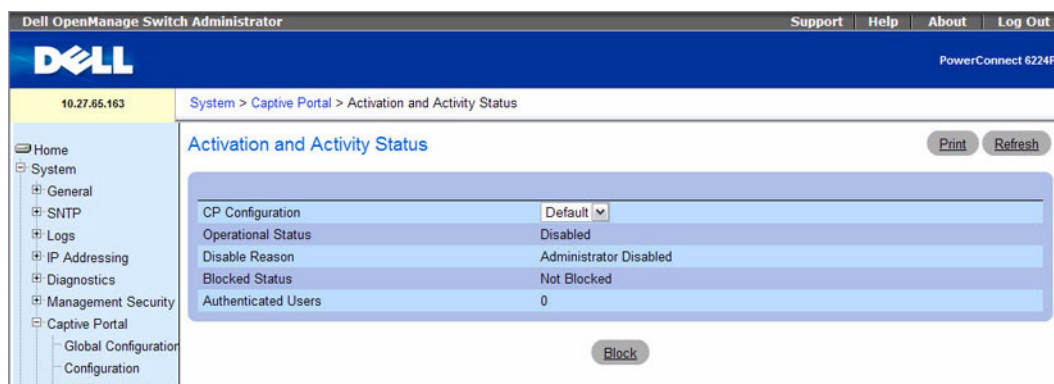 Dell OpenManage Switch Administrator Support Help About Log Out
DELL
PowerConnect 6224P
10.27.65.163
System > Captive Portal > Activation and Activity Status
Home
System
General
SNTP
Logs
IP Addressing
Diagnostics
Management Security
Captive Portal
Global Configuration
Configuration
Activation and Activity Status
Print Refresh
CP Configuration Default
Operational Status Disabled
Disable Reason Administrator Disabled
Blocked Status Not Blocked
Authenticated Users 0
Block